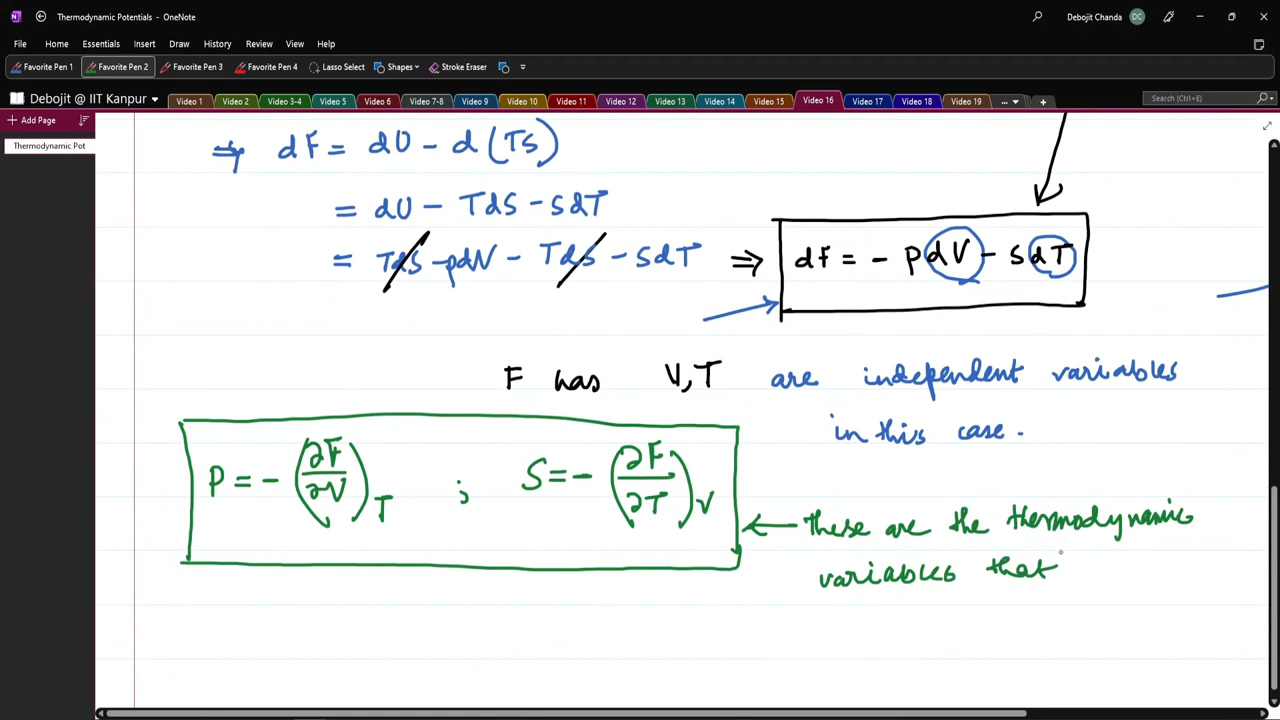 Thermodynamic Potentials - OneNote
Debojit Chanda DC
File Home Essentials Insert Draw History Review View Help
Favorite Pen 1 Favorite Pen 2 Favorite Pen 3 Favorite Pen 4 Lasso Select Shapes Stroke Eraser
Debojit @ IIT Kanpur Video 1 Video 2 Video 3-4 Video 5 Video 6 Video 7-8 Video 9 Video 10 Video 11 Video 12 Video 13 Video 14 Video 15 Video 16 Video 17 Video 18 Video 19 ... + Search (Ctrl+E)
+ Add Page
Thermodynamic Pot
⇒ dF = dU - d(TS)
= dU - TdS - SdT
= TdS - pdV - TdS - SdT ⇒ dF = - pdV - SdT
F has V,T are independent variables
in this case.
P = - (∂F/∂V)T ; S = - (∂F/∂T)V
← these are the thermodynamic
variables that